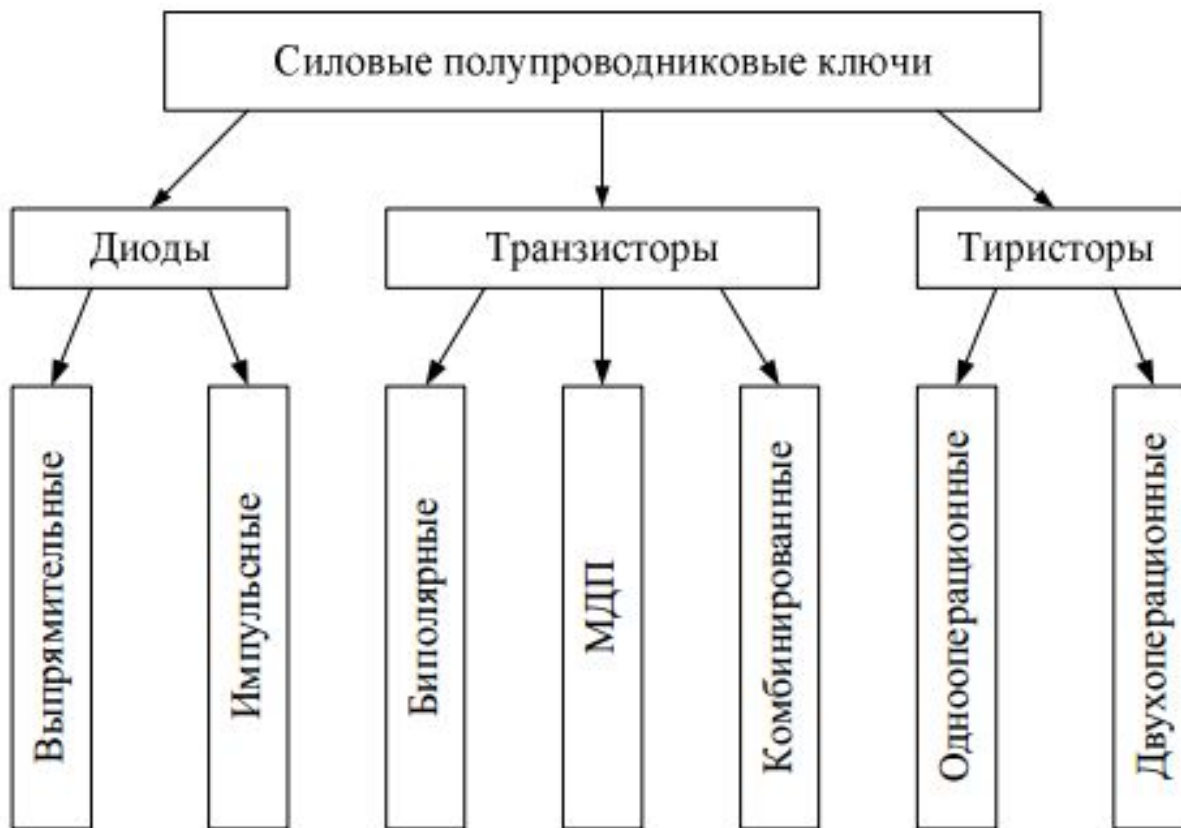 Силовые полупроводниковые ключи
Диоды
Транзисторы
Тиристоры
Выпрямительные
Импульсные
Биполярные
МДП
Комбинированные
Однооперационные
Двухоперационные